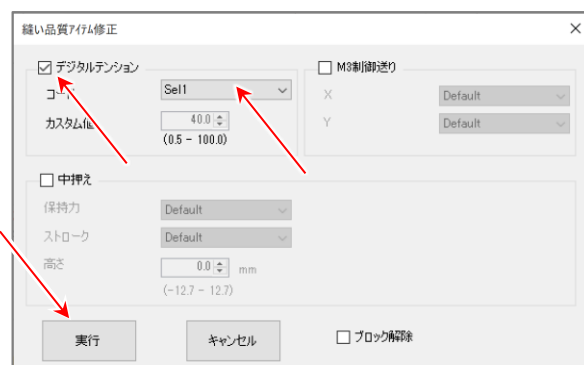 縫い品質ｱｲﾃﾑ修正
デジタルテンション
コード
Sel1
カスタム値
40.0
(0.5 - 100.0)
M3制御送り
X
Default
Y
Default
中押え
保持力
Default
ストローク
Default
高さ
0.0
mm
(-12.7 - 12.7)
実行
キャンセル
ブロック解除